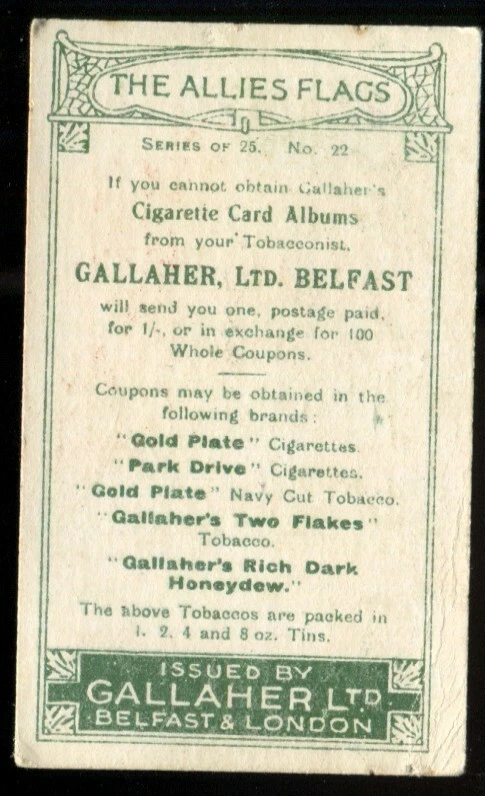 THE ALLIES FLAGS
SERIES OF 25. No. 22
If you cannot obtain Gallaher's
Cigarette Card Albums
from your Tobacconist,
GALLAHER, LTD. BELFAST
will send you one, postage paid,
for 1/-, or in exchange for 100
Whole Coupons.
Coupons may be obtained in the
following brands:
"Gold Plate" Cigarettes.
"Park Drive" Cigarettes.
"Gold Plate" Navy Cut Tobacco.
"Gallaher's Two Flakes"
Tobacco.
"Gallaher's Rich Dark
Honeydew."
The above Tobaccos are packed in
1, 2, 4 and 8 oz. Tins.
ISSUED BY
GALLAHER LTD
BELFAST & LONDON